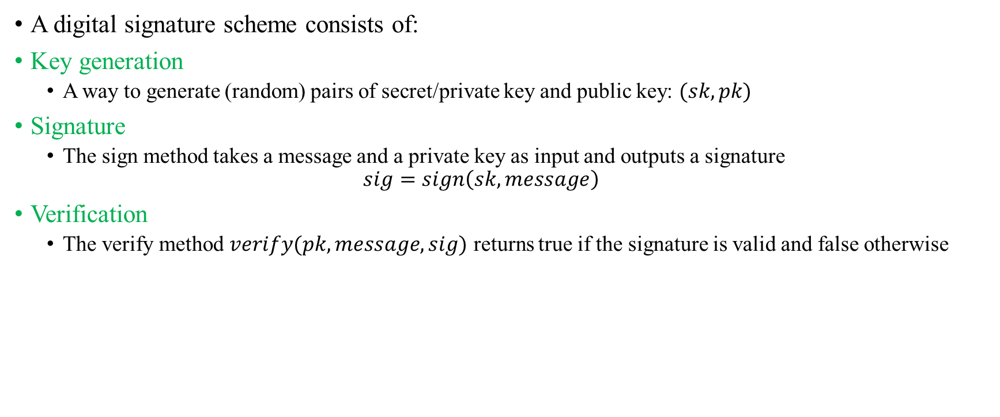 • A digital signature scheme consists of:
• Key generation
• A way to generate (random) pairs of secret/private key and public key: (sk, pk)
• Signature
• The sign method takes a message and a private key as input and outputs a signature
sig = sign(sk, message)
• Verification
• The verify method verify(pk, message, sig) returns true if the signature is valid and false otherwise